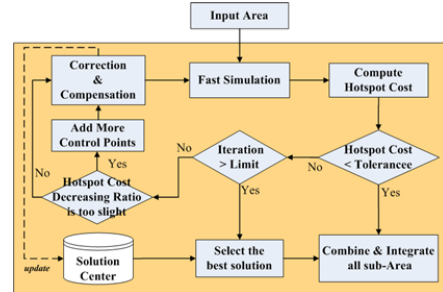 Input Area
Correction
&
Compensation
Fast Simulation
Compute
Hotspot Cost
Add More
Control Points
No
Yes
Hotspot Cost
Decreasing Ratio
is too slight
No
Iteration
> Limit
No
Hotspot Cost
< Tolerancee
Yes
Yes
update
Solution
Center
Select the
best solution
Combine & Integrate
all sub-Area